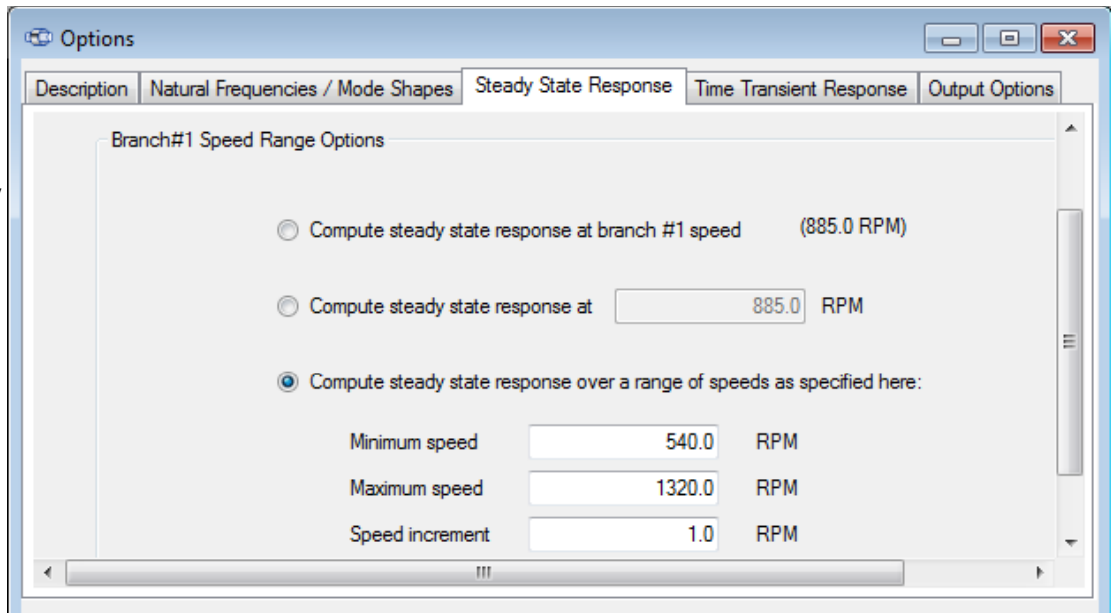 Options
Description Natural Frequencies / Mode Shapes Steady State Response Time Transient Response Output Options
Branch#1 Speed Range Options
Compute steady state response at branch #1 speed (885.0 RPM)
Compute steady state response at 885.0 RPM
Compute steady state response over a range of speeds as specified here:
Minimum speed 540.0 RPM
Maximum speed 1320.0 RPM
Speed increment 1.0 RPM